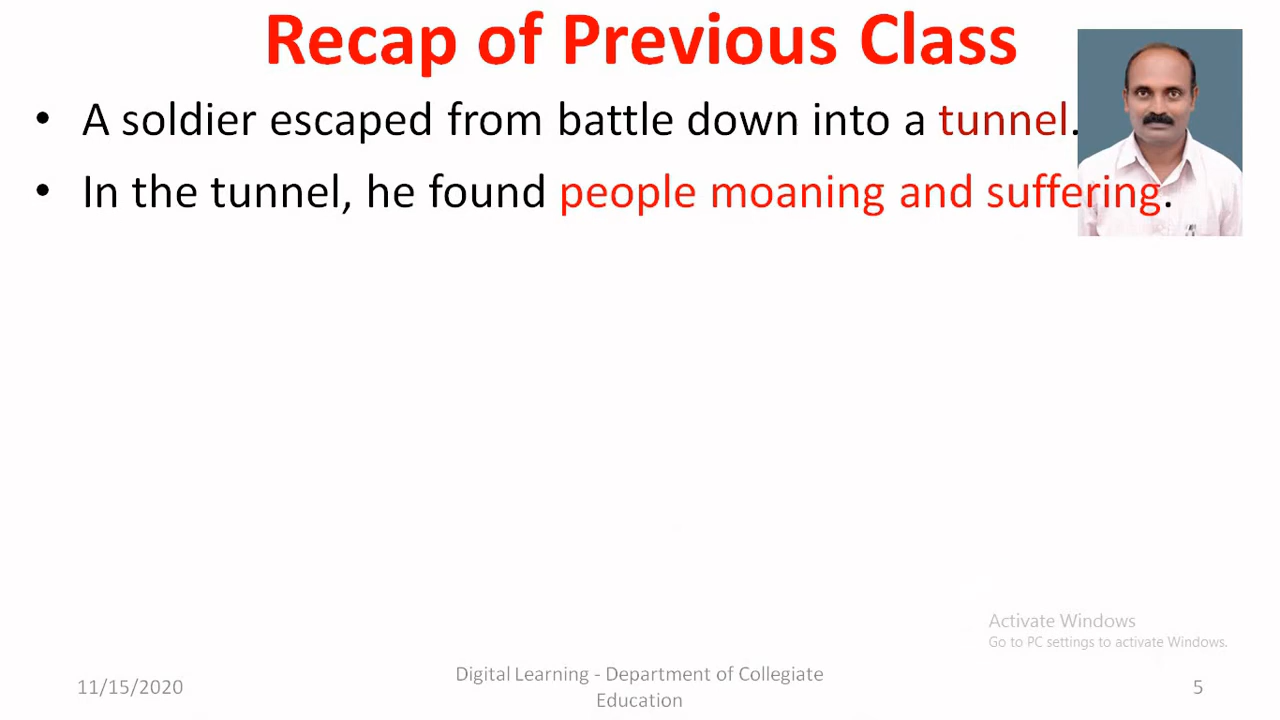 Recap of Previous Class
• A soldier escaped from battle down into a tunnel.
• In the tunnel, he found people moaning and suffering.
Activate Windows
Go to PC settings to activate Windows.
11/15/2020
Digital Learning - Department of Collegiate
Education
5